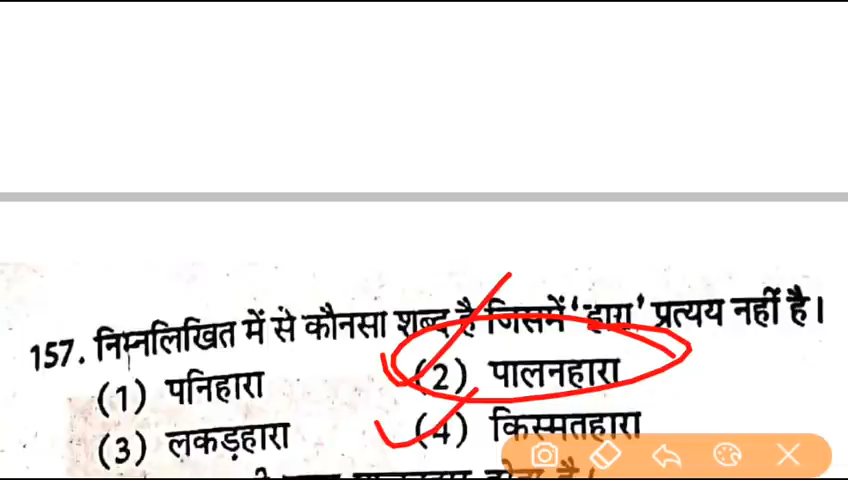 157. निम्नलिखित में से कौनसा शब्द है जिसमें 'हारा' प्रत्यय नहीं है।
(1) पनिहारा (2) पालनहारा
(3) लकड़हारा (4) किस्मतहारा